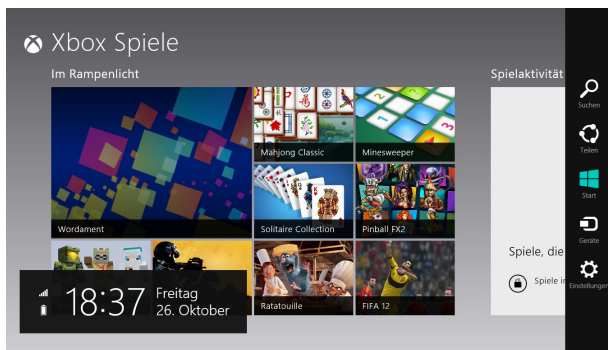 Xbox Spiele
Im Rampenlicht
Spielaktivität
Suchen
Mahjong Classic
Minesweeper
Teilen
Start
Wordament
Solitaire Collection
Pinball FX2
Geräte
Spiele, die
Spiele in
Einstellungen
18:37
Freitag
26. Oktober
Ratatouille
FIFA 12